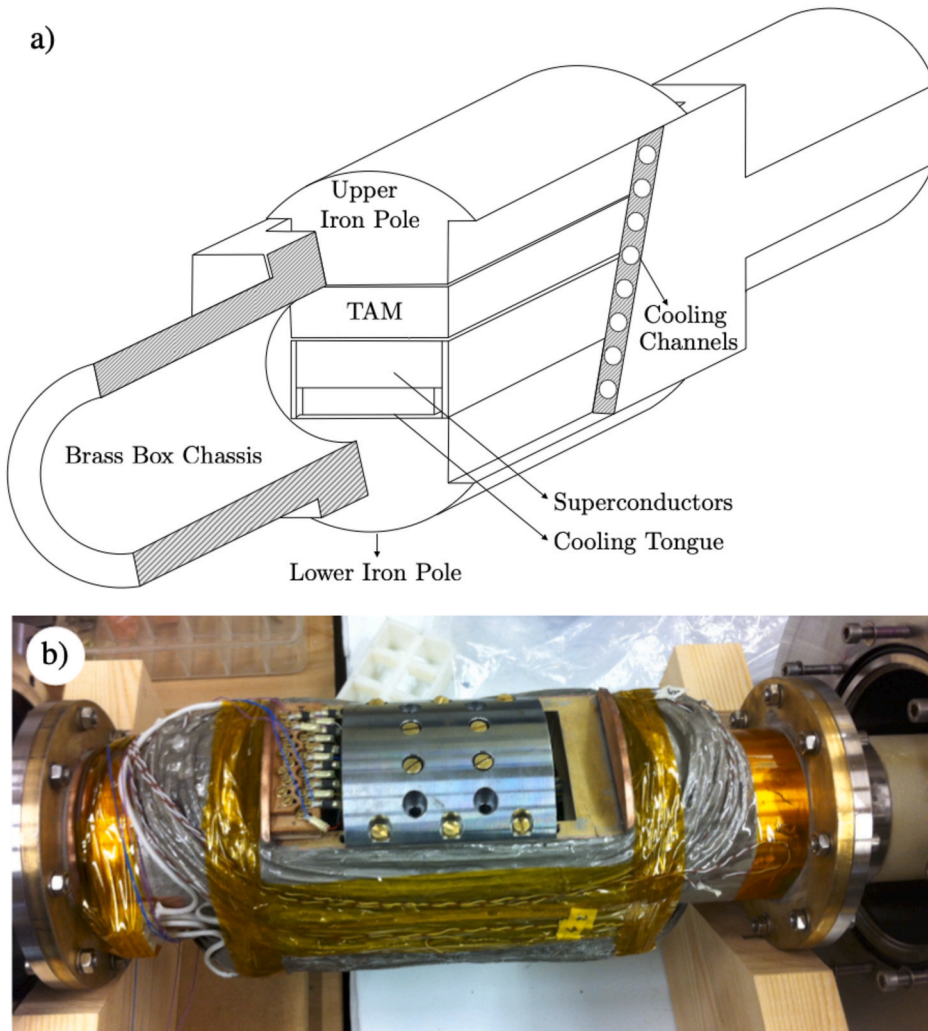 a)
Upper
Iron Pole
TAM
Cooling
Channels
Brass Box Chassis
Superconductors
Cooling Tongue
Lower Iron Pole
b)